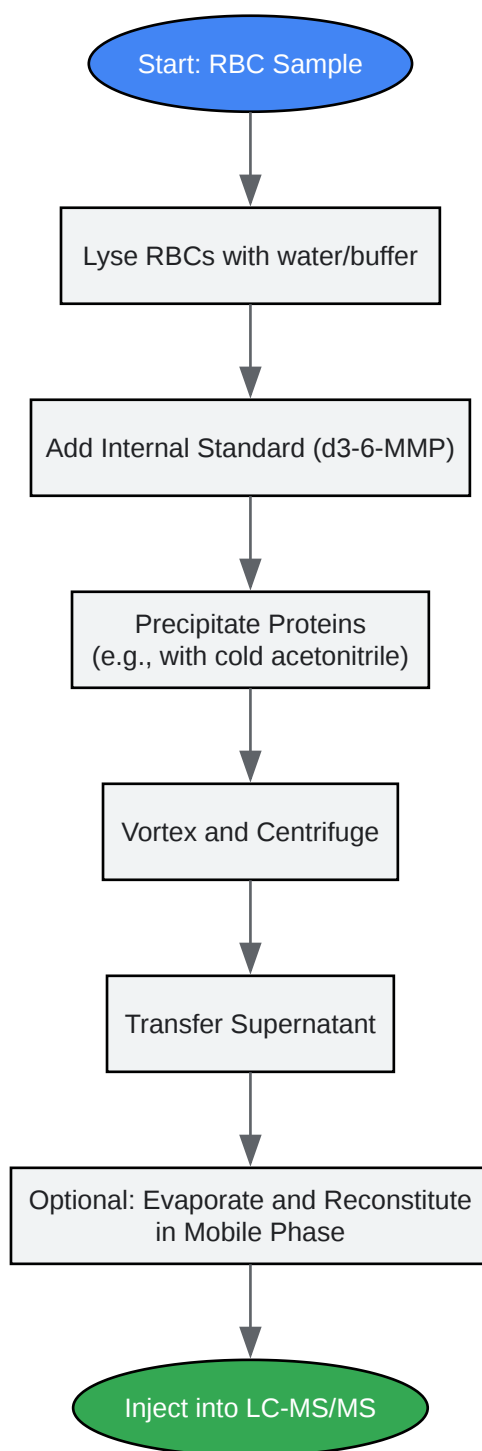 Start: RBC Sample
Lyse RBCs with water/buffer
Add Internal Standard (d3-6-MMP)
Precipitate Proteins
(e.g., with cold acetonitrile)
Vortex and Centrifuge
Transfer Supernatant
Optional: Evaporate and Reconstitute
in Mobile Phase
Inject into LC-MS/MS